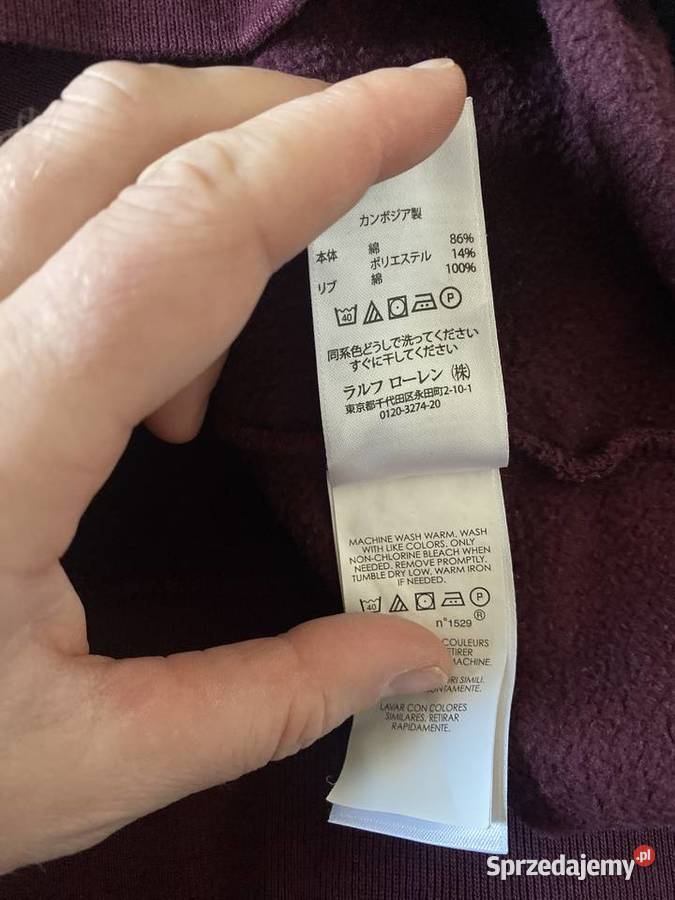 カンボジア製
本体 綿 86%
ポリエステル 14%
リブ 綿 100%
40 P
同系色どうしで洗ってください
すぐに干してください
ラルフ ローレン (株)
東京都千代田区永田町2-10-1
0120-3274-20
MACHINE WASH WARM. WASH
WITH LIKE COLORS. ONLY
NON-CHLORINE BLEACH WHEN
NEEDED. REMOVE PROMPTLY.
TUMBLE DRY LOW. WARM IRON
IF NEEDED.
40 P
®
n°1529
COULEURS
MACHINE.
SIMILI.
LAVAR CON COLORES
SIMILARES. RETIRAR
RAPIDAMENTE.
Sprzedajemy.pl